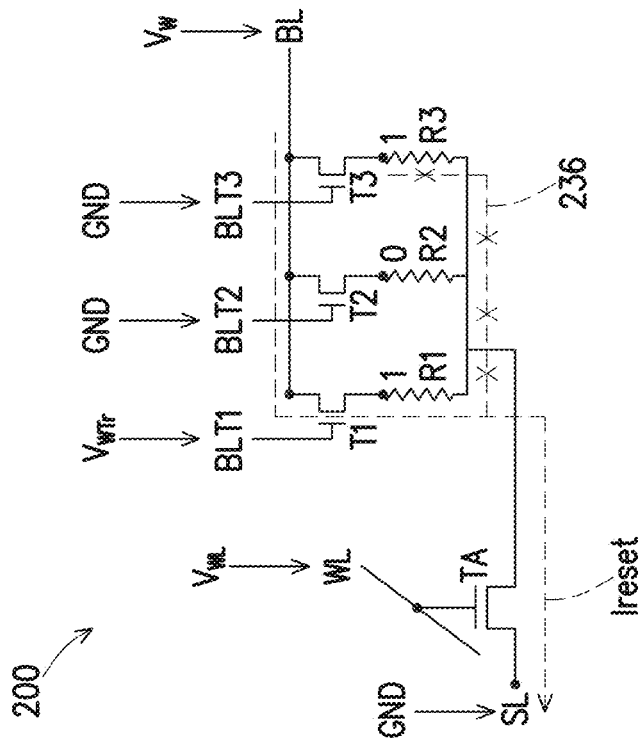 200
GND
SL
V_WL
WL
TA
Ireset
V_WTr
BLT1
T1
1
R1
GND
BLT2
T2
0
R2
GND
BLT3
T3
1
R3
V_W
BL
236